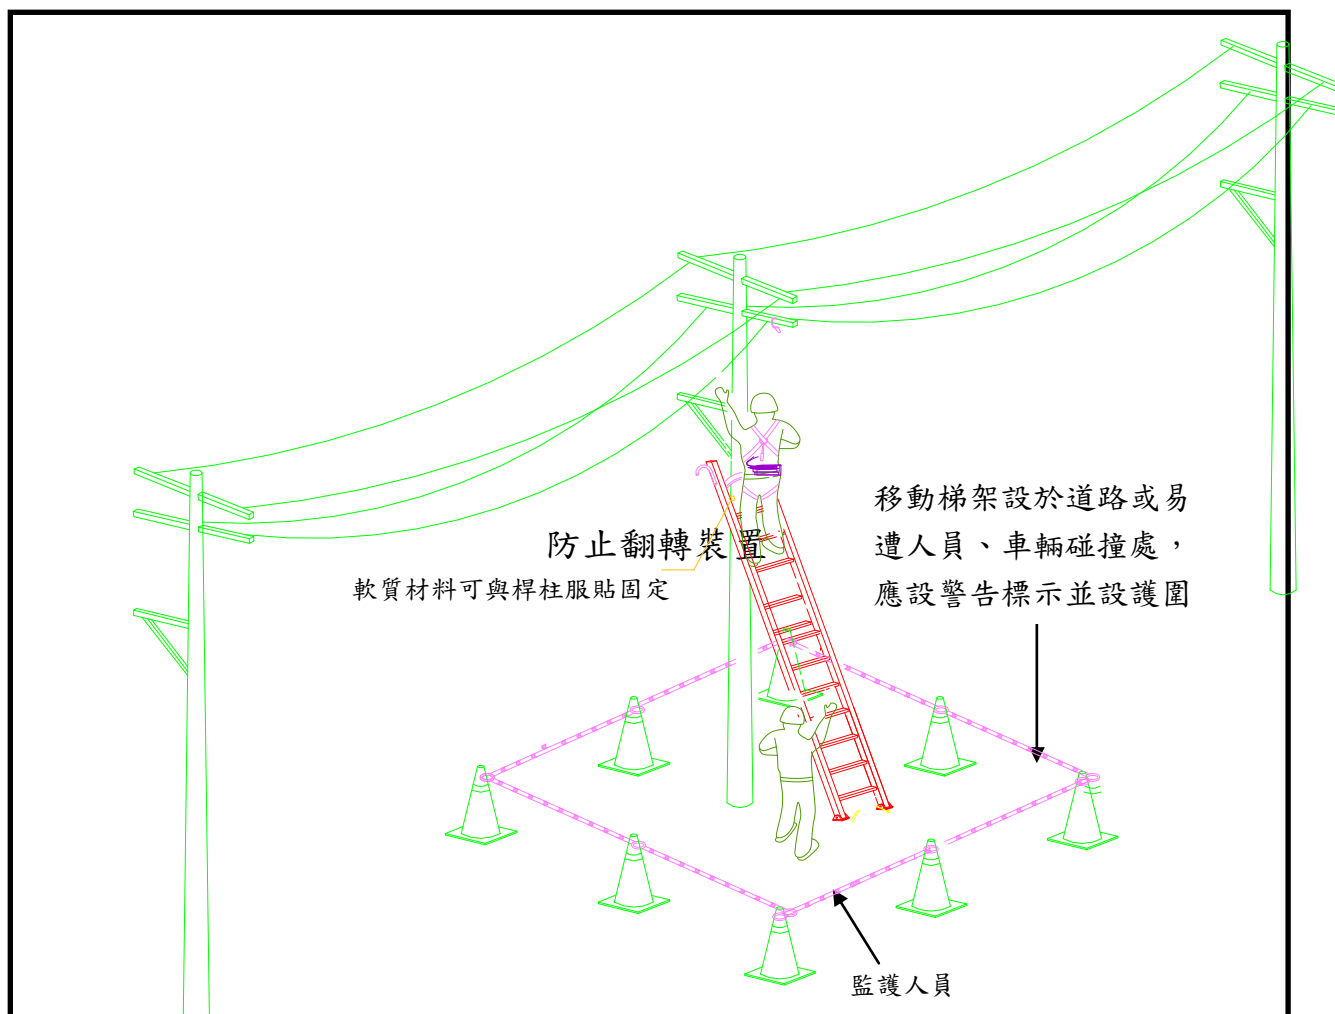 移動梯架設於道路或易
遭人員、車輛碰撞處，
應設警告標示並設護圍
防止翻轉裝置
軟質材料可與桿柱服貼固定
監護人員